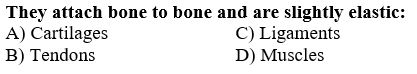 They attach bone to bone and are slightly elastic:
A) Cartilages C) Ligaments
B) Tendons D) Muscles